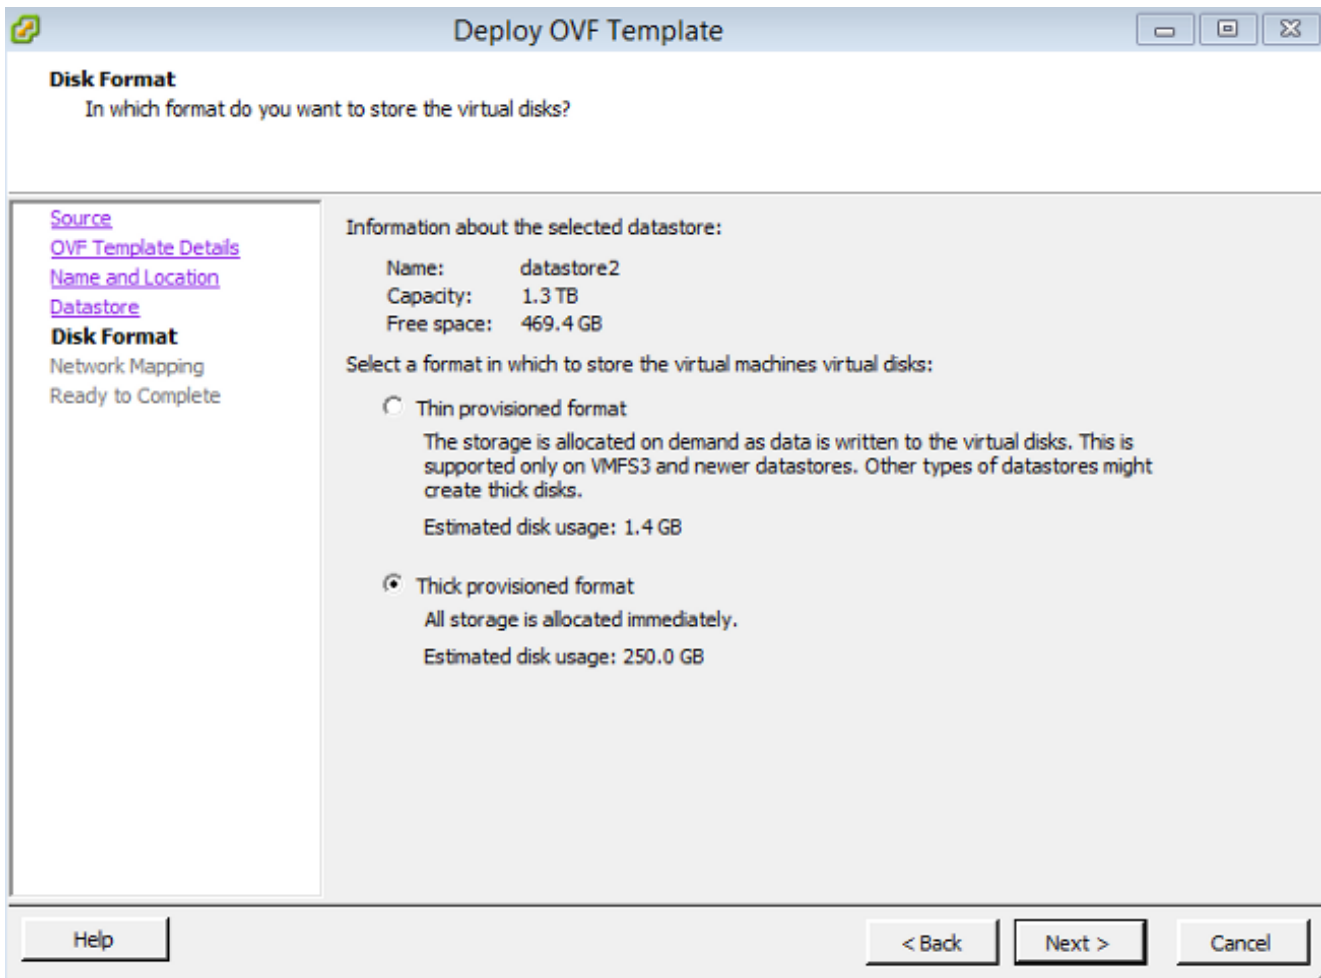 Deploy OVF Template
Disk Format
In which format do you want to store the virtual disks?
Source
OVF Template Details
Name and Location
Datastore
Disk Format
Network Mapping
Ready to Complete
Information about the selected datastore:
Name: datastore2
Capacity: 1.3 TB
Free space: 469.4 GB
Select a format in which to store the virtual machines virtual disks:
Thin provisioned format
The storage is allocated on demand as data is written to the virtual disks. This is
supported only on VMFS3 and newer datastores. Other types of datastores might
create thick disks.
Estimated disk usage: 1.4 GB
Thick provisioned format
All storage is allocated immediately.
Estimated disk usage: 250.0 GB
Help
< Back
Next >
Cancel